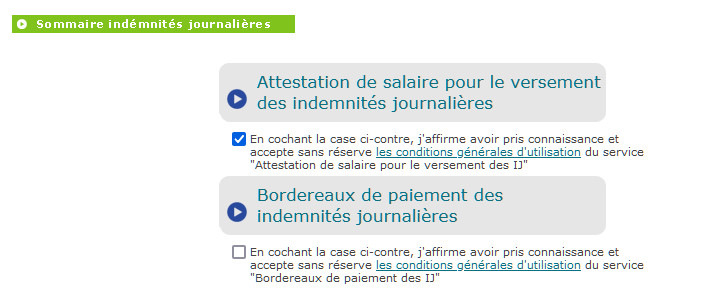 Sommaire indémnités journalières
Attestation de salaire pour le versement
des indemnités journalières
En cochant la case ci-contre, j'affirme avoir pris connaissance et
accepte sans réserve les conditions générales d'utilisation du service
"Attestation de salaire pour le versement des IJ"
Bordereaux de paiement des
indemnités journalières
En cochant la case ci-contre, j'affirme avoir pris connaissance et
accepte sans réserve les conditions générales d'utilisation du service
"Bordereaux de paiement des IJ"